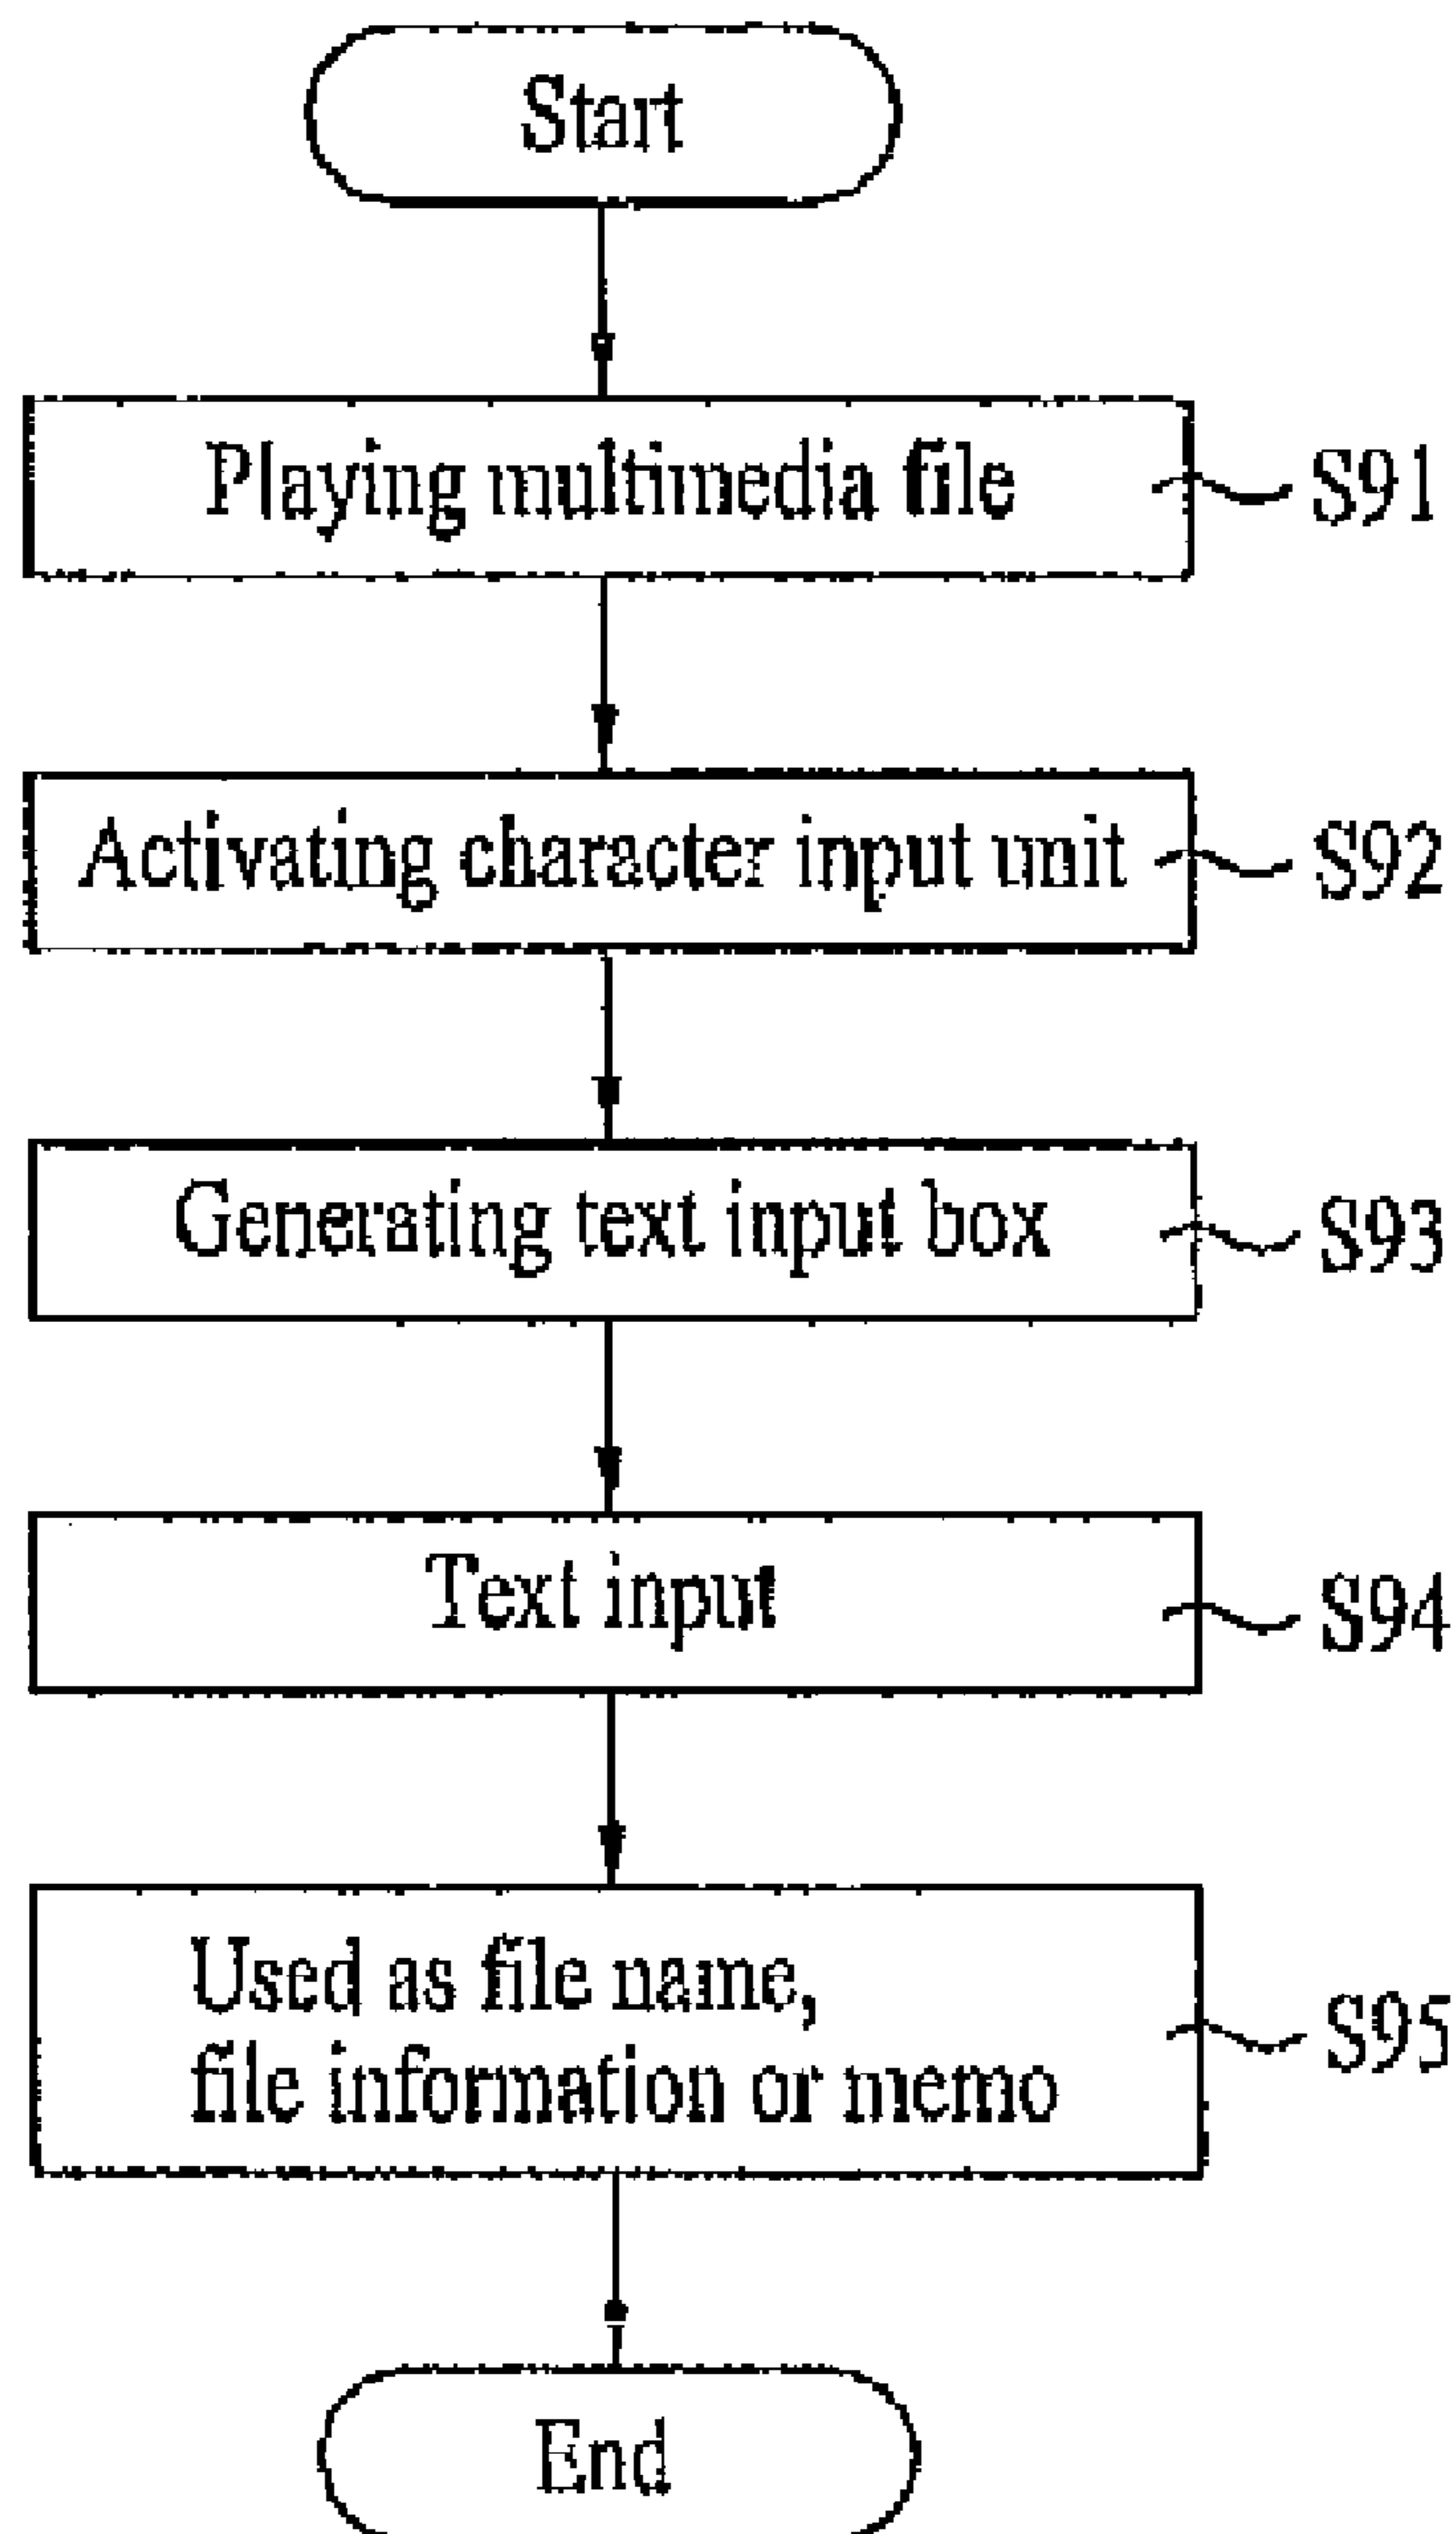 Start
Playing multimedia file
S91
Activating character input unit
S92
Generating text input box
S93
Text input
S94
Used as file name,
file information or memo
S95
End